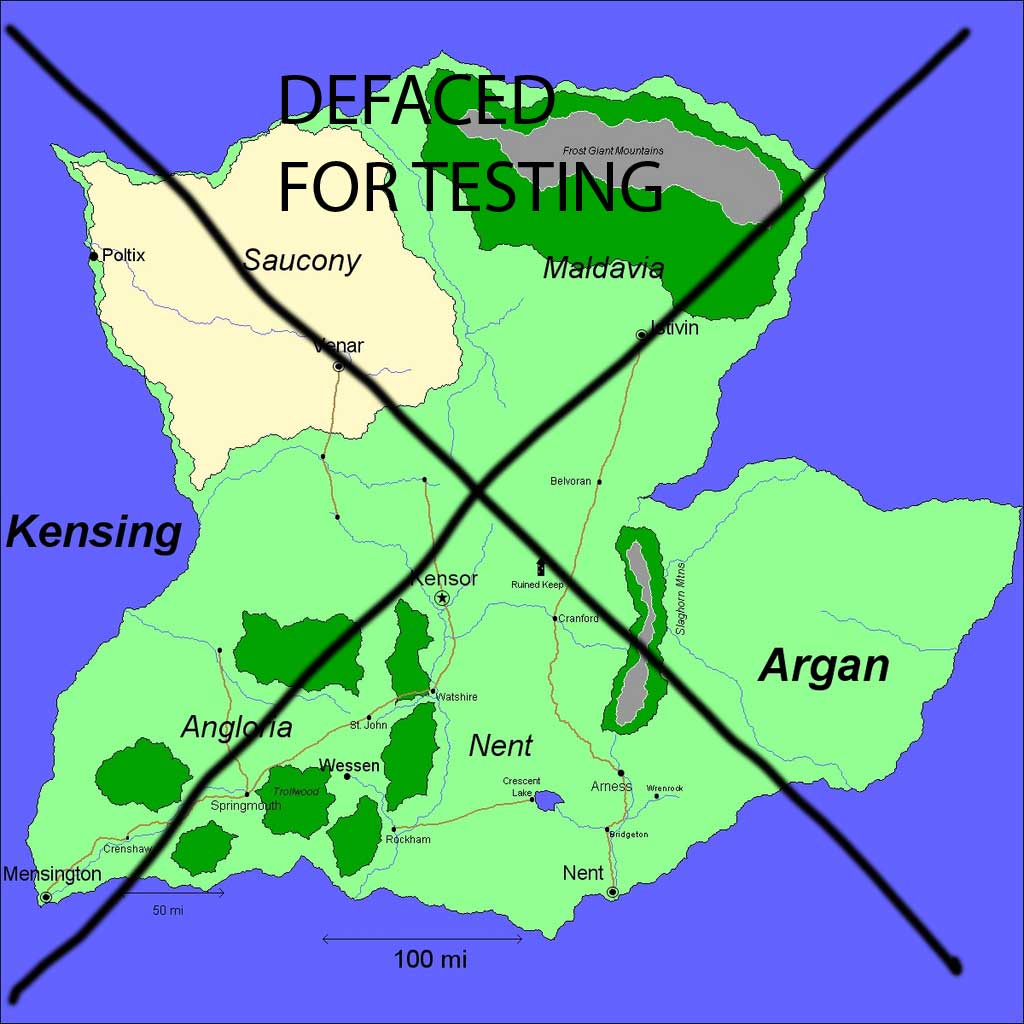 DEFACED
FOR TESTING
Frost Giant Mountains
Poltix
Saucony
Maldavia
Istivin
Venar
Belvoran
Kensing
Kensor
Ruined Keep
Slaghorn Mtns
Cranford
Argan
Watshire
St. John
Angloria
Nent
Wessen
Trollwood
Springmouth
Crescent
Lake
Arness
Wrenrock
Rockham
Bridgeton
Crenshaw
Mensington
Nent
50 mi
100 mi